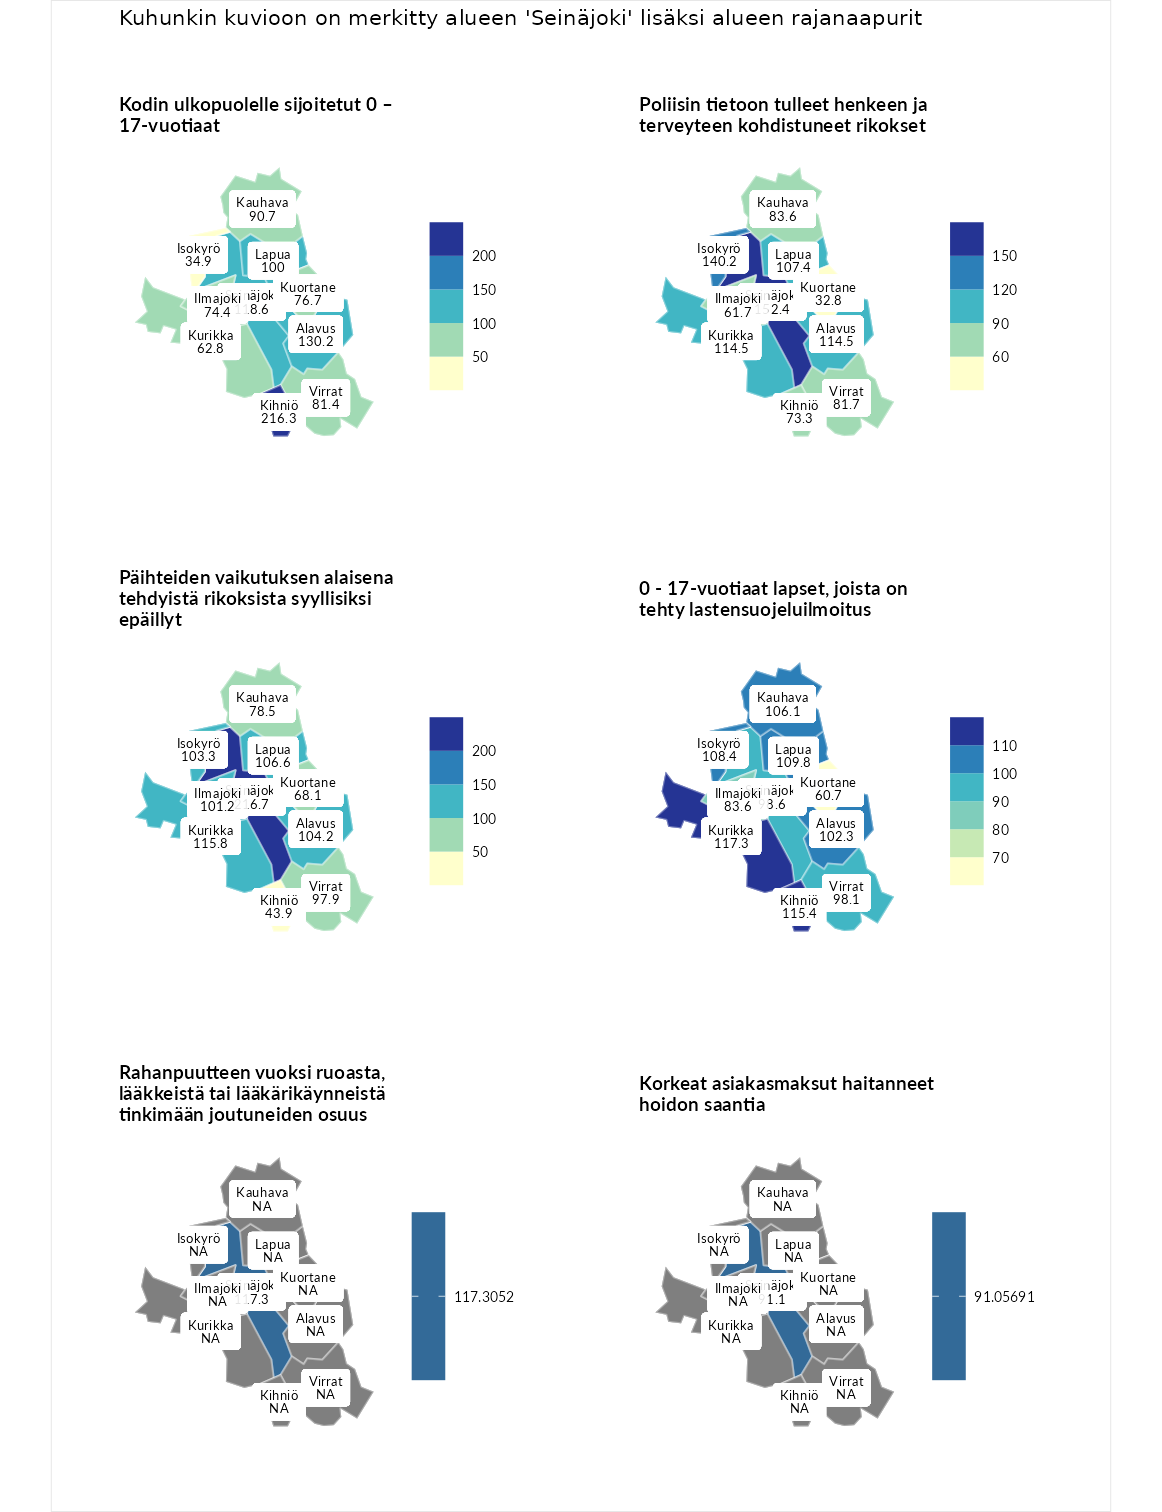 Kuhunkin kuvioon on merkitty alueen 'Seinäjoki' lisäksi alueen rajanaapurit
Kodin ulkopuolelle sijoitetut 0 –
17-vuotiaat
Kauhava
90.7
Isokyrö
34.9
Lapua
100
Kuortane
76.7
Ilmajoki
74.4
Alavus
130.2
Kurikka
62.8
Virrat
81.4
Kihniö
216.3
200
150
100
50
Poliisin tietoon tulleet henkeen ja
terveyteen kohdistuneet rikokset
Kauhava
83.6
Isokyrö
140.2
Lapua
107.4
Kuortane
32.8
Ilmajoki
61.7
Alavus
114.5
Kurikka
114.5
Virrat
81.7
Kihniö
73.3
150
120
90
60
Päihteiden vaikutuksen alaisena
tehdyistä rikoksista syyllisiksi
epäillyt
Kauhava
78.5
Isokyrö
103.3
Lapua
106.6
Kuortane
68.1
Ilmajoki
101.2
Alavus
104.2
Kurikka
115.8
Virrat
97.9
Kihniö
43.9
200
150
100
50
0 - 17-vuotiaat lapset, joista on
tehty lastensuojeluilmoitus
Kauhava
106.1
Isokyrö
108.4
Lapua
109.8
Kuortane
60.7
Ilmajoki
83.6
Alavus
102.3
Kurikka
117.3
Virrat
98.1
Kihniö
115.4
110
100
90
80
70
Rahanpuutteen vuoksi ruoasta,
lääkkeistä tai lääkärikäynneistä
tinkimään joutuneiden osuus
Kauhava
NA
Isokyrö
NA
Lapua
NA
Kuortane
NA
Ilmajoki
NA
Alavus
NA
Kurikka
NA
Virrat
NA
Kihniö
NA
117.3052
Korkeat asiakasmaksut haitanneet
hoidon saantia
Kauhava
NA
Isokyrö
NA
Lapua
NA
Kuortane
NA
Ilmajoki
NA
Alavus
NA
Kurikka
NA
Virrat
NA
Kihniö
NA
91.05691